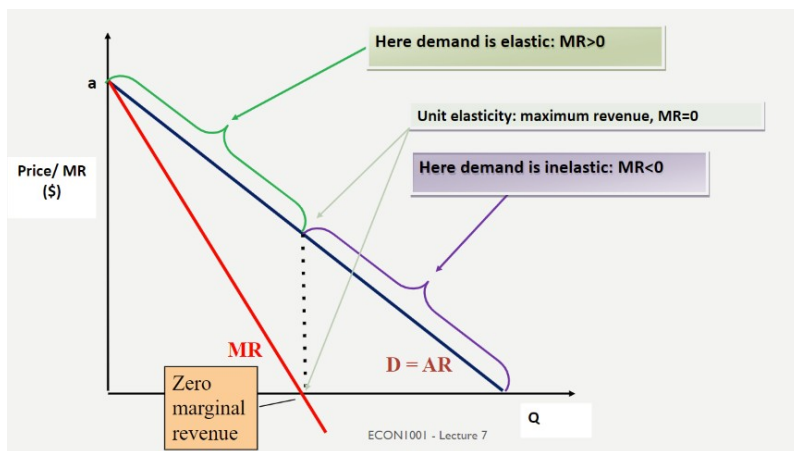 Here demand is elastic: MR>0
a
Unit elasticity: maximum revenue, MR=0
Here demand is inelastic: MR<0
Price/ MR
($)
MR
D = AR
Zero
marginal
revenue
Q
ECON1001 - Lecture 7